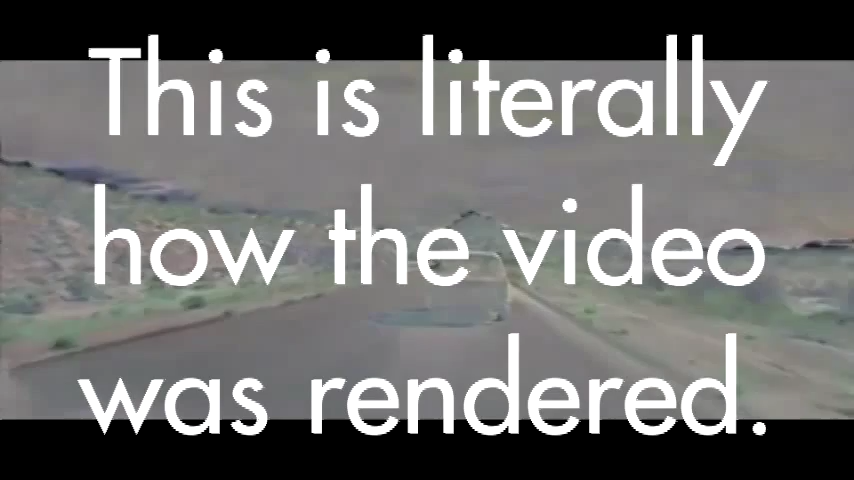 This is literally
how the video
was rendered.